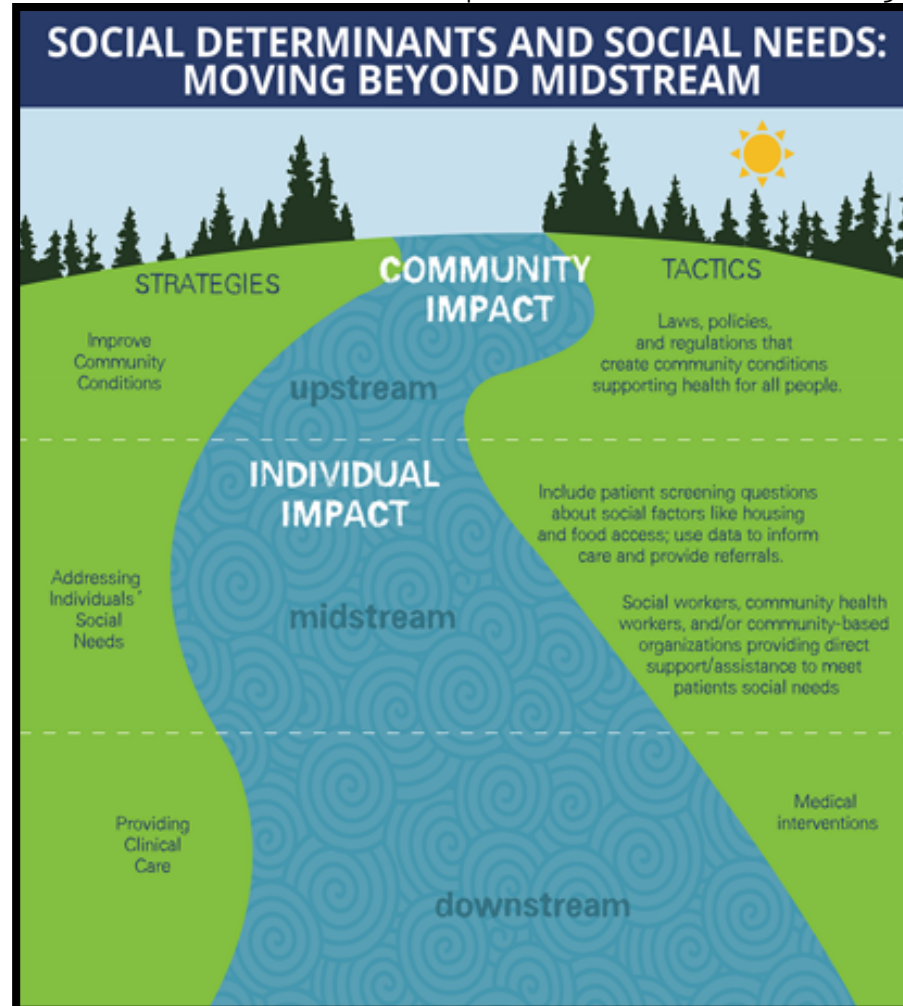 SOCIAL DETERMINANTS AND SOCIAL NEEDS:
MOVING BEYOND MIDSTREAM
STRATEGIES
COMMUNITY
IMPACT
TACTICS
Improve
Community
Conditions
upstream
Laws, policies,
and regulations that
create community conditions
supporting health for all people.
INDIVIDUAL
IMPACT
Addressing
Individuals'
Social
Needs
midstream
Include patient screening questions
about social factors like housing
and food access; use data to inform
care and provide referrals.
Social workers, community health
workers, and/or community-based
organizations providing direct
support/assistance to meet
patients social needs
Providing
Clinical
Care
downstream
Medical
interventions